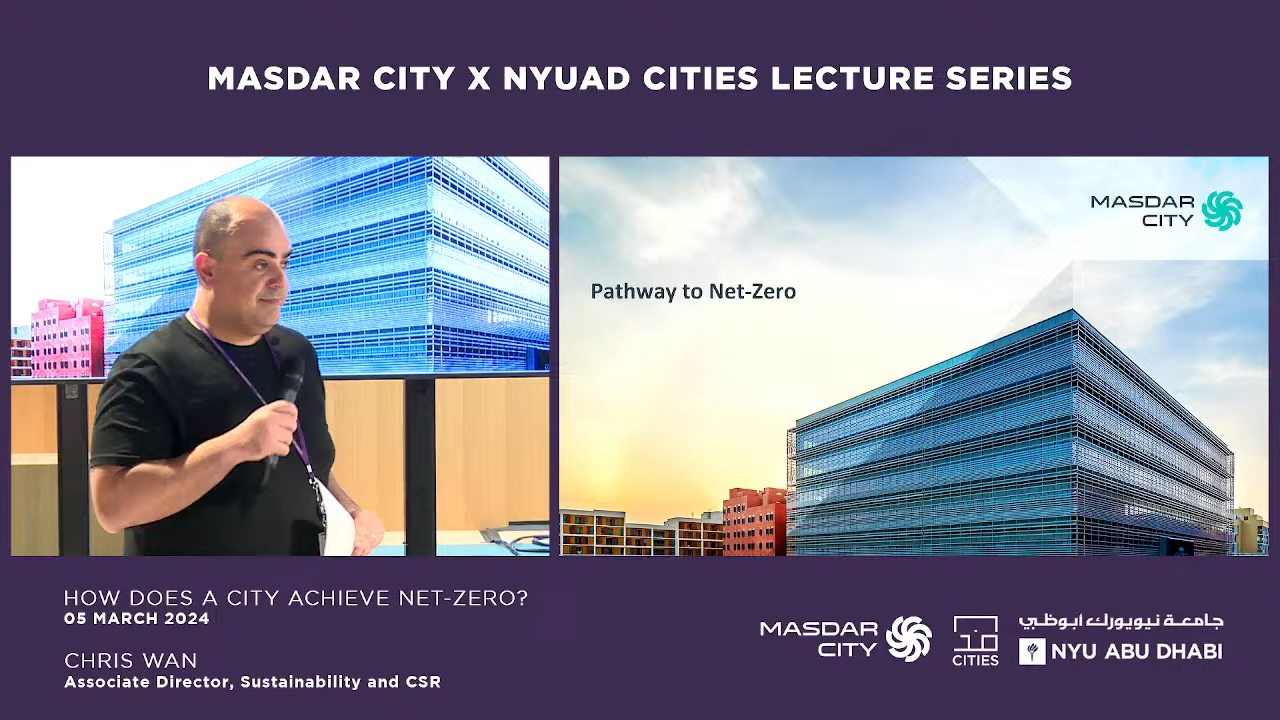 MASDAR CITY X NYUAD CITIES LECTURE SERIES
MASDAR
CITY
Pathway to Net-Zero
HOW DOES A CITY ACHIEVE NET-ZERO?
05 MARCH 2024
CHRIS WAN
Associate Director, Sustainability and CSR
MASDAR
CITY
CITIES
جامعة نيويورك أبوظبي
NYU ABU DHABI